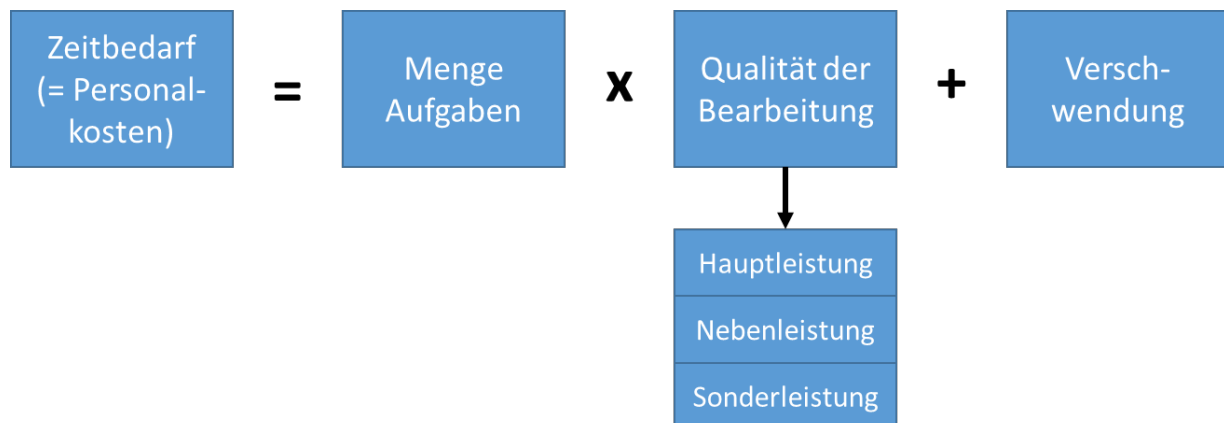 Zeitbedarf
(= Personal-
kosten)
=
Menge
Aufgaben
x
Qualität der
Bearbeitung
+
Versch-
wendung
Hauptleistung
Nebenleistung
Sonderleistung